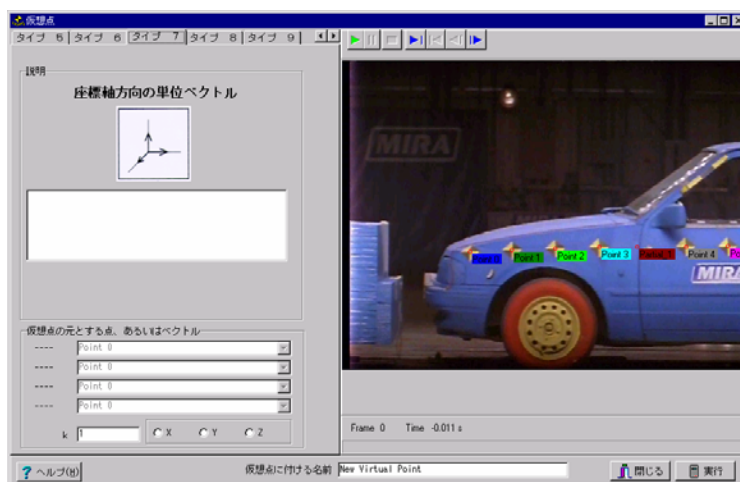 仮想点
タイプ 5 タイプ 6 タイプ 7 タイプ 8 タイプ 9
説明
座標軸方向の単位ベクトル
MIRA
Point 0 Point 1 Point 2 Point 3 Point 4
MIRA
仮想点の元とする点、あるいはベクトル
---- Point 0
---- Point 0
---- Point 0
---- Point 0
k 1 X Y Z
Frame 0 Time -0.011 s
? ヘルプ(H) 仮想点に付ける名前 New Virtual Point 閉じる 実行